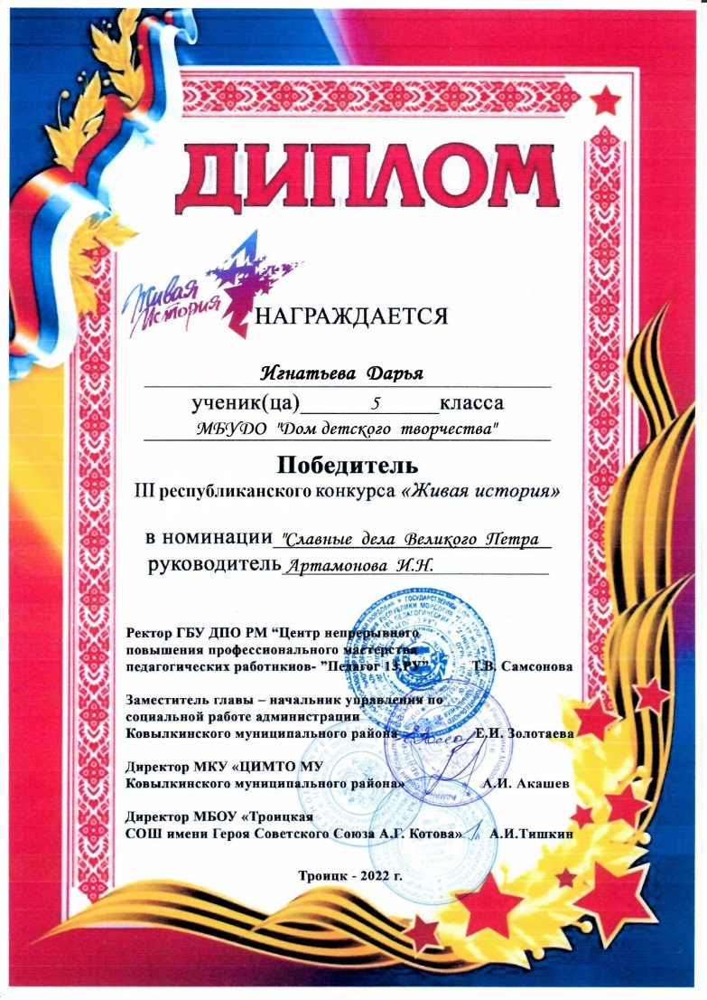 ДИПЛОМ
Живая
История
НАГРАЖДАЕТСЯ
Игнатьева Дарья
ученик(ца) 5 класса
МБУДО "Дом детского творчества"
Победитель
III республиканского конкурса «Живая история»
в номинации "Славные дела Великого Петра
руководитель Артамонова И.Н.
Ректор ГБУ ДПО РМ “Центр непрерывного
повышения профессионального мастерства
педагогических работнкиов- ”Педагог 13.РУ” Т.В. Самсонова
Заместитель главы – начальник управления по
социальной работе администрации
Ковылкинского муниципального района Е.И. Золотаева
Директор МКУ «ЦИМТО МУ
Ковылкинского муниципального района» А.И. Акашев
Директор МБОУ «Троицкая
СОШ имени Героя Советского Союза А.Г. Котова» А.И.Тишкин
Троицк - 2022 г.